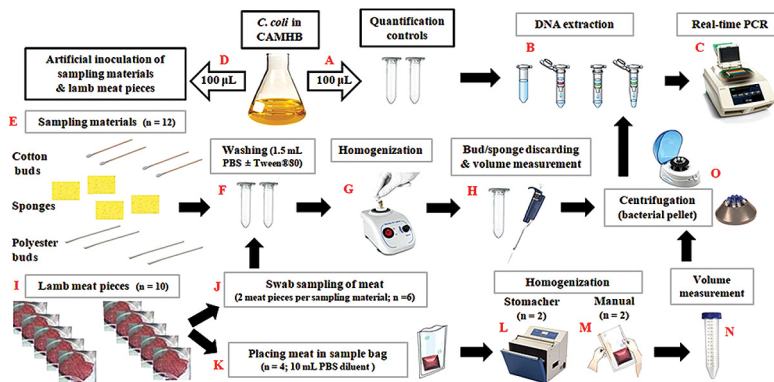 C. coli in
CAMHB
Quantification
controls
DNA extraction
Real-time PCR
Artificial inoculation of
sampling materials
& lamb meat pieces
D
100 µL
A
100 µL
B
C
E
Sampling materials (n = 12)
Cotton
buds
Sponges
Polyester
buds
Washing (1.5 mL
PBS ± Tween®80)
F
Homogenization
G
Bud/sponge discarding
& volume measurement
H
O
Centrifugation
(bacterial pellet)
I
Lamb meat pieces (n = 10)
J
Swab sampling of meat
(2 meat pieces per sampling material; n =6)
K
Placing meat in sample bag
(n = 4; 10 mL PBS diluent )
Homogenization
Stomacher
(n = 2)
Manual
(n = 2)
L
M
Volume
measurement
N